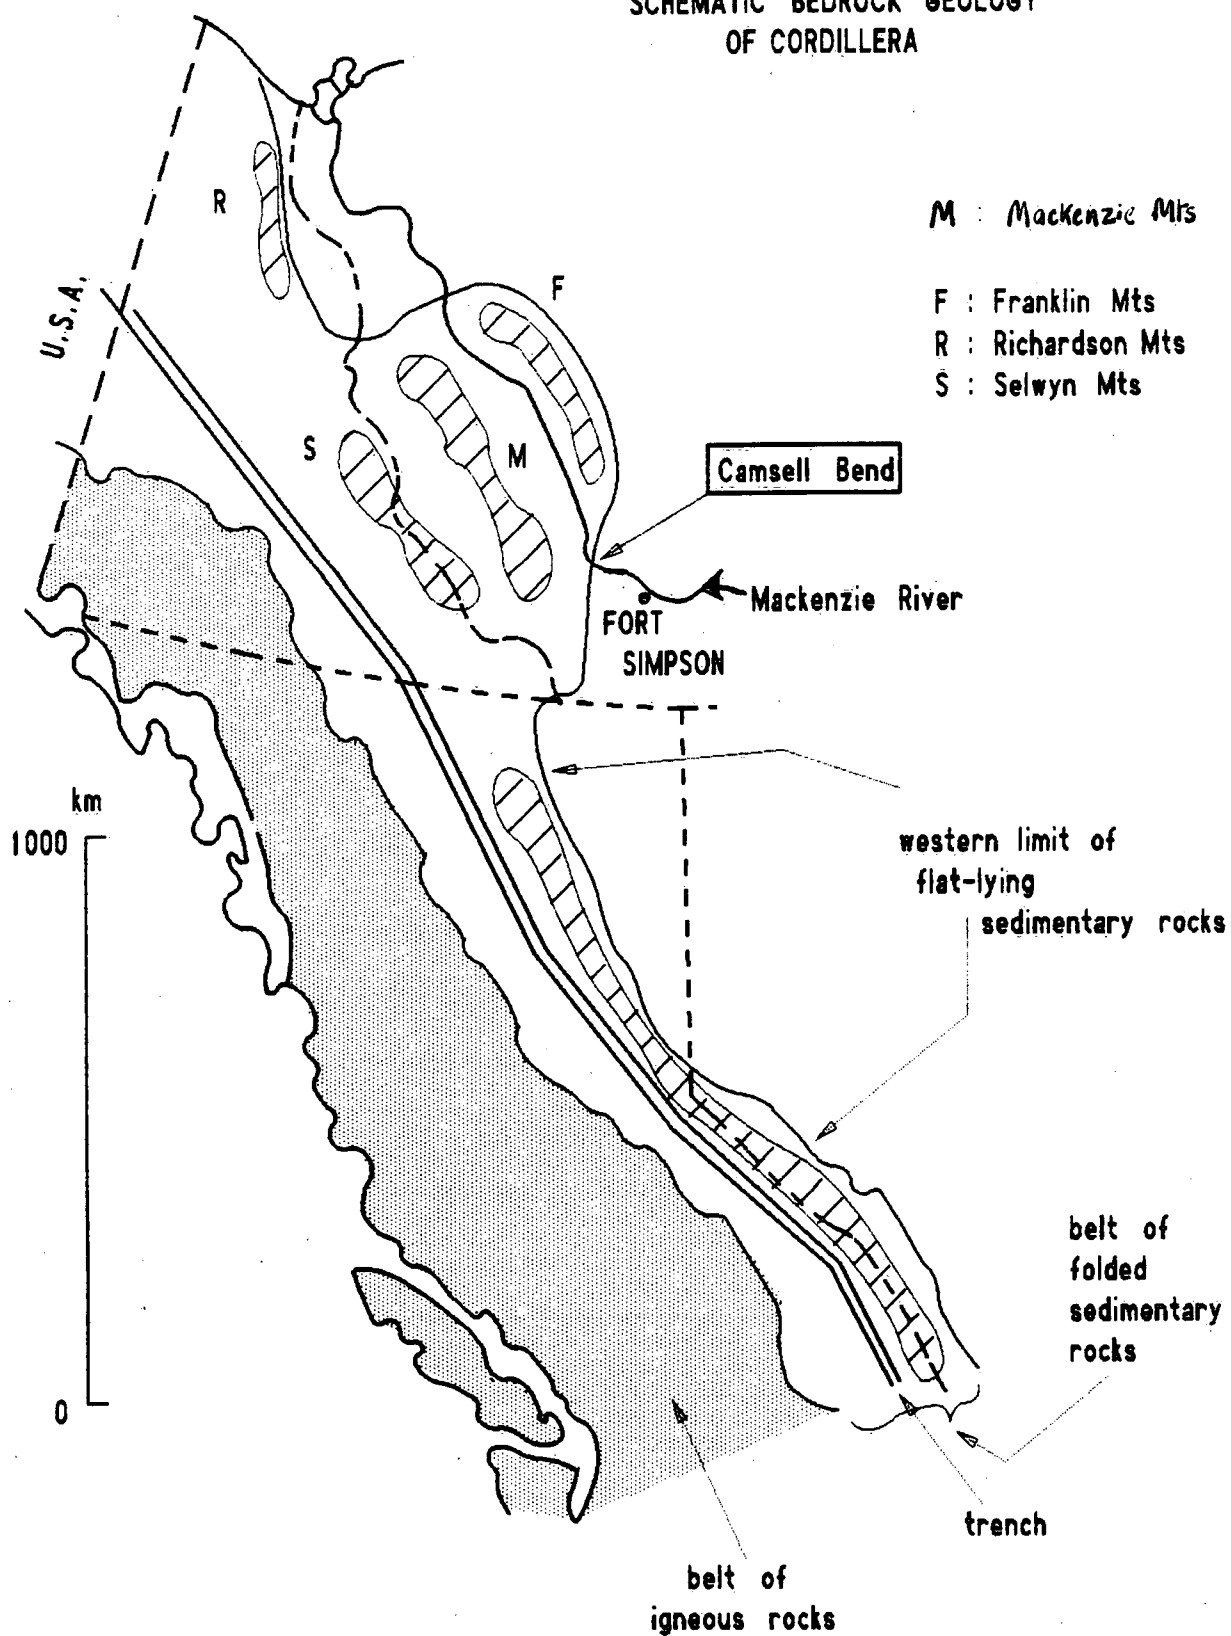 SCHEMATIC BEDROCK GEOLOGY
OF CORDILLERA
R
M : Mackenzie Mts
F
F : Franklin Mts
R : Richardson Mts
S : Selwyn Mts
U.S.A.
S
M
Camsell Bend
Mackenzie River
FORT
SIMPSON
km
1000
western limit of
flat-lying
sedimentary rocks
belt of
folded
sedimentary
rocks
0
trench
belt of
igneous rocks